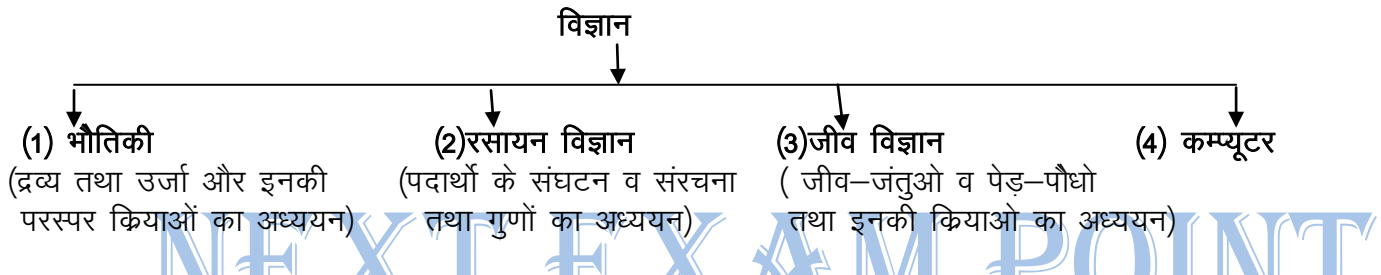 विज्ञान
(1) भौतिकी (2)रसायन विज्ञान (3)जीव विज्ञान (4) कम्प्यूटर
(द्रव्य तथा उर्जा और इनकी (पदार्थो के संघटन व संरचना ( जीव–जंतुओ व पेड़–पौधो
परस्पर क्रियाओं का अध्ययन) तथा गुणों का अध्ययन) तथा इनकी क्रियाओ का अध्ययन)
NEXT EXAM POINT